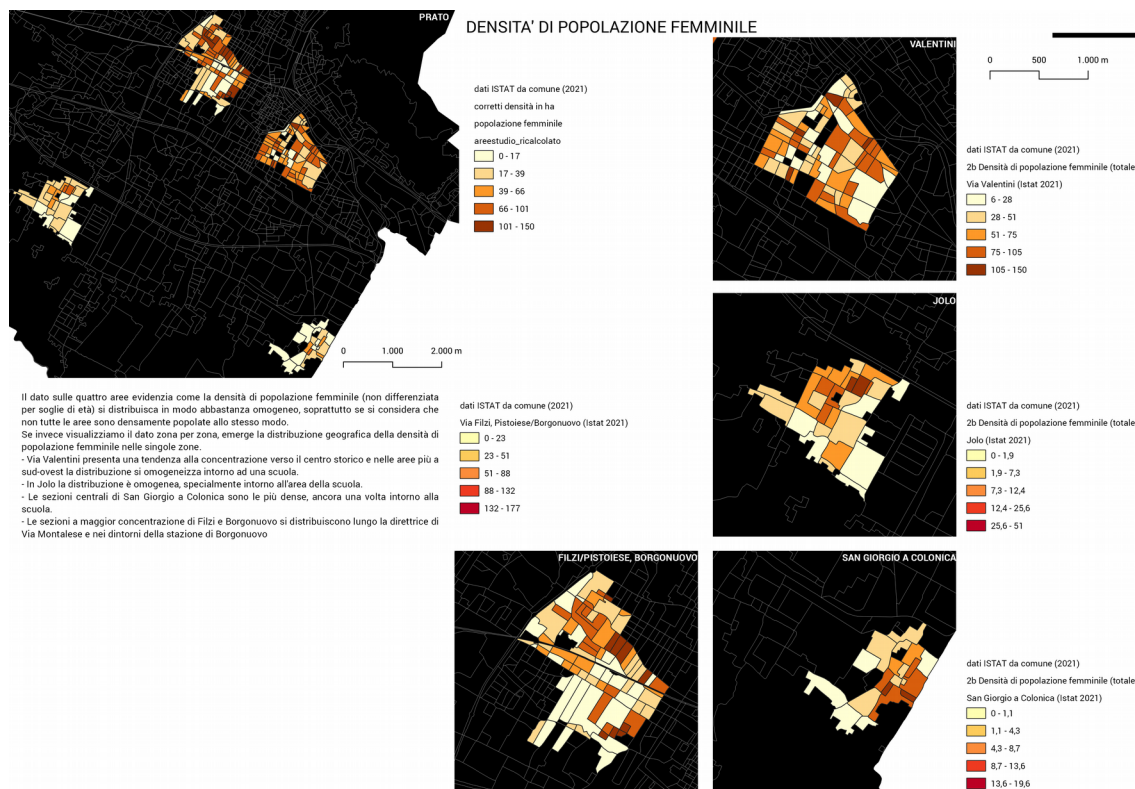 DENSITA' DI POPOLAZIONE FEMMINILE
PRATO
dati ISTAT da comune (2021)
corretti densità in ha
popolazione femminile
areestudio_ricalcolato
0 - 17
17 - 39
39 - 66
66 - 101
101 - 150
0 1.000 2.000 m
VALENTINI
0 500 1.000 m
dati ISTAT da comune (2021)
2b Densità di popolazione femminile (totale
Via Valentini (Istat 2021)
6 - 28
28 - 51
51 - 75
75 - 105
105 - 150
Il dato sulle quattro aree evidenzia come la densità di popolazione femminile (non differenziata
per soglie di età) si distribuisca in modo abbastanza omogeneo, soprattutto se si considera che
non tutte le aree sono densamente popolate allo stesso modo.
Se invece visualizziamo il dato zona per zona, emerge la distribuzione geografica della densità di
popolazione femminile nelle singole zone.
- Via Valentini presenta una tendenza alla concentrazione verso il centro storico e nelle aree più a
sud-ovest la distribuzione si omogeneizza intorno ad una scuola.
- In Jolo la distribuzione è omogenea, specialmente intorno all'area della scuola.
- Le sezioni centrali di San Giorgio a Colonica sono le più dense, ancora una volta intorno alla
scuola.
- Le sezioni a maggior concentrazione di Filzi e Borgonuovo si distribuiscono lungo la direttrice di
Via Montalese e nei dintorni della stazione di Borgonuovo
dati ISTAT da comune (2021)
Via Filzi, Pistoiese/Borgonuovo (Istat 2021)
0 - 23
23 - 51
51 - 88
88 - 132
132 - 177
JOLO
dati ISTAT da comune (2021)
2b Densità di popolazione femminile (totale
Jolo (Istat 2021)
0 - 1,9
1,9 - 7,3
7,3 - 12,4
12,4 - 25,6
25,6 - 51
FILZI/PISTOIESE, BORGONUOVO
SAN GIORGIO A COLONICA
dati ISTAT da comune (2021)
2b Densità di popolazione femminile (totale
San Giorgio a Colonica (Istat 2021)
0 - 1,1
1,1 - 4,3
4,3 - 8,7
8,7 - 13,6
13,6 - 19,6